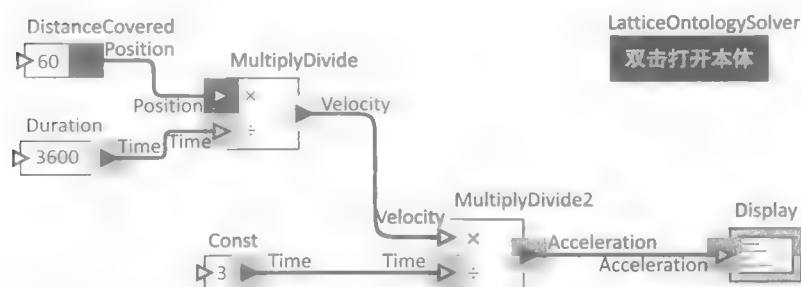 DistanceCovered
Position
60
Position
×
MultiplyDivide
Velocity
÷
Duration
3600
Time
Time
LatticeOntologySolver
双击打开本体
MultiplyDivide2
Velocity
×
Acceleration
÷
Const
3
Time
Time
Display
Acceleration